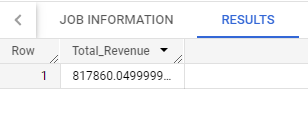 JOB INFORMATION RESULTS
Row Total_Revenue
1 817860.0499999...